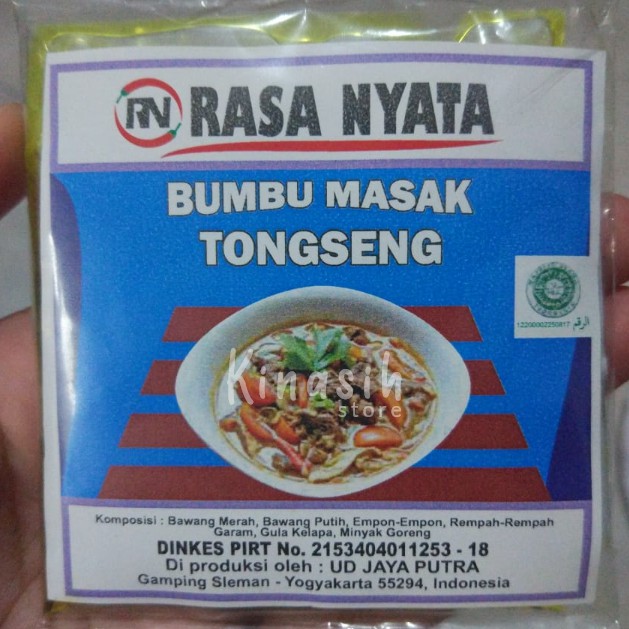 RN RASA NYATA
BUMBU MASAK
TONGSENG
الرقم 12200002250817
Kinasih
store
Komposisi : Bawang Merah, Bawang Putih, Empon-Empon, Rempah-Rempah
Garam, Gula Kelapa, Minyak Goreng
DINKES PIRT No. 2153404011253 - 18
Di produksi oleh : UD JAYA PUTRA
Gamping Sleman - Yogyakarta 55294, Indonesia